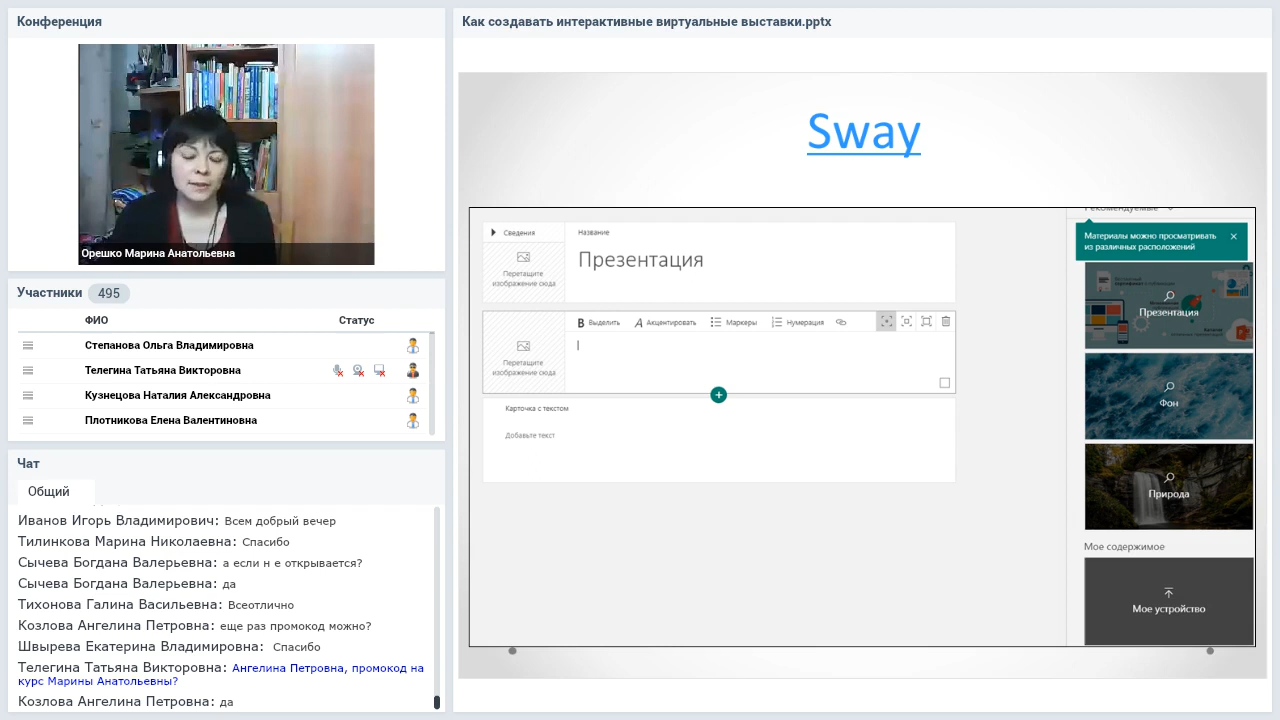 Конференция
Орешко Марина Анатольевна
Участники 495
ФИО Статус
Степанова Ольга Владимировна
Телегина Татьяна Викторовна
Кузнецова Наталия Александровна
Плотникова Елена Валентиновна
Чат
Общий
Иванов Игорь Владимирович: Всем добрый вечер
Тилинкова Марина Николаевна: Спасибо
Сычева Богдана Валерьевна: а если н е открывается?
Сычева Богдана Валерьевна: да
Тихонова Галина Васильевна: Всеотлично
Козлова Ангелина Петровна: еще раз промокод можно?
Швырева Екатерина Владимировна: Спасибо
Телегина Татьяна Викторовна: Ангелина Петровна, промокод на
курс Марины Анатольевны?
Козлова Ангелина Петровна: да
Как создавать интерактивные виртуальные выставки.pptx
Sway
Сведения
Перетащите
изображение сюда
Название
Презентация
B Выделить A Акцентировать Маркеры Нумерация
Перетащите
изображение сюда
Карточка с текстом
Добавьте текст
Рекомендуемые
Материалы можно просматривать
из различных расположений
Презентация
Фон
Природа
Мое содержимое
Мое устройство